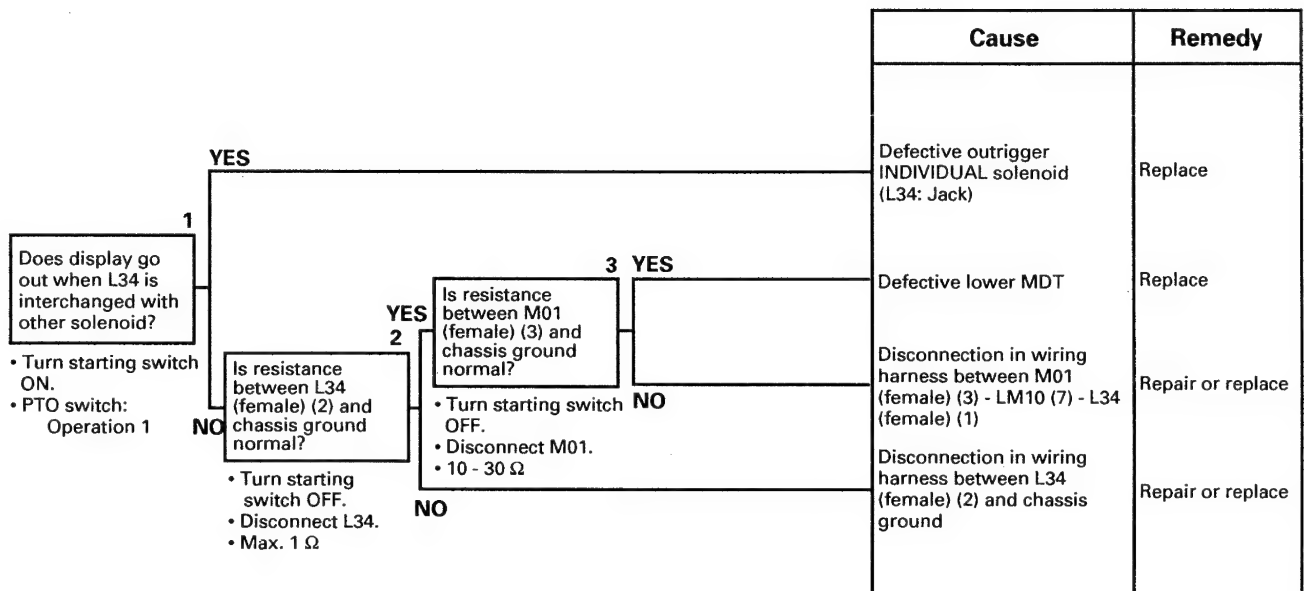 Cause
Remedy
YES
Defective outrigger
INDIVIDUAL solenoid
(L34: Jack)
Replace
1
Does display go
out when L34 is
interchanged with
other solenoid?
• Turn starting switch
ON.
• PTO switch:
Operation 1
3 YES
Is resistance
between M01
(female) (3) and
chassis ground
normal?
Defective lower MDT
Replace
YES
2
Is resistance
between L34
(female) (2) and
chassis ground
normal?
NO
• Turn starting
switch OFF.
• Disconnect L34.
• Max. 1 Ω
• Turn starting switch
OFF.
• Disconnect M01.
• 10 - 30 Ω
NO
Disconnection in wiring
harness between M01
(female) (3) - LM10 (7) - L34
(female) (1)
Repair or replace
NO
Disconnection in wiring
harness between L34
(female) (2) and chassis
ground
Repair or replace